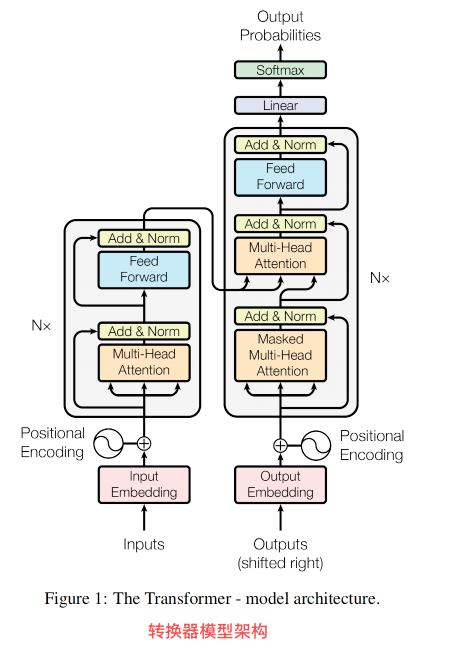 Output
Probabilities
Softmax
Linear
Add & Norm
Feed
Forward
Add & Norm
Multi-Head
Attention
Add & Norm
Masked
Multi-Head
Attention
N×
Add & Norm
Feed
Forward
Add & Norm
Multi-Head
Attention
N×
Positional
Encoding
Positional
Encoding
Input
Embedding
Output
Embedding
Inputs
Outputs
(shifted right)
Figure 1: The Transformer - model architecture.
转换器模型架构